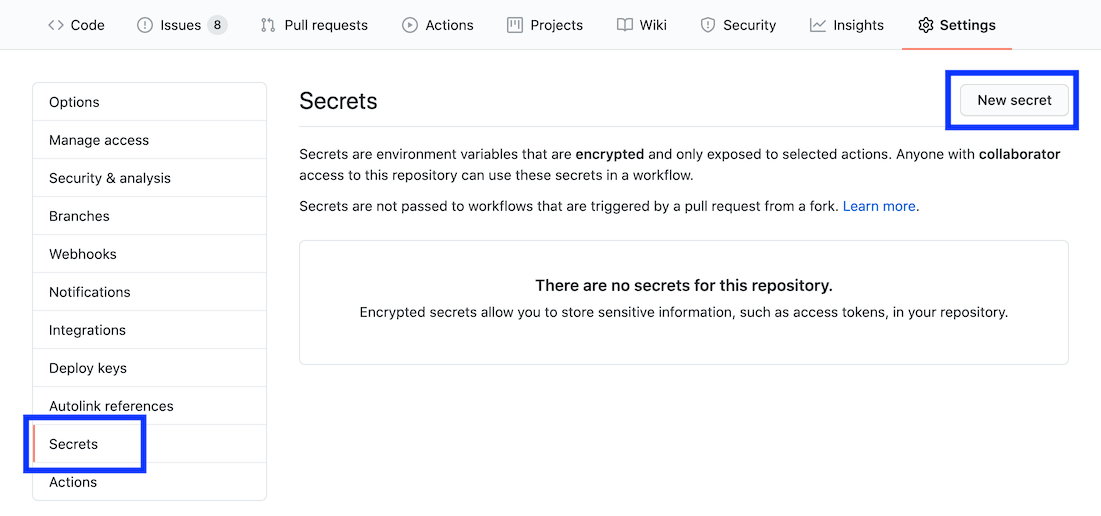 Code
Issues 8
Pull requests
Actions
Projects
Wiki
Security
Insights
Settings
Options
Manage access
Security & analysis
Branches
Webhooks
Notifications
Integrations
Deploy keys
Autolink references
Secrets
Actions
Secrets
New secret
Secrets are environment variables that are encrypted and only exposed to selected actions. Anyone with collaborator
access to this repository can use these secrets in a workflow.
Secrets are not passed to workflows that are triggered by a pull request from a fork. Learn more.
There are no secrets for this repository.
Encrypted secrets allow you to store sensitive information, such as access tokens, in your repository.